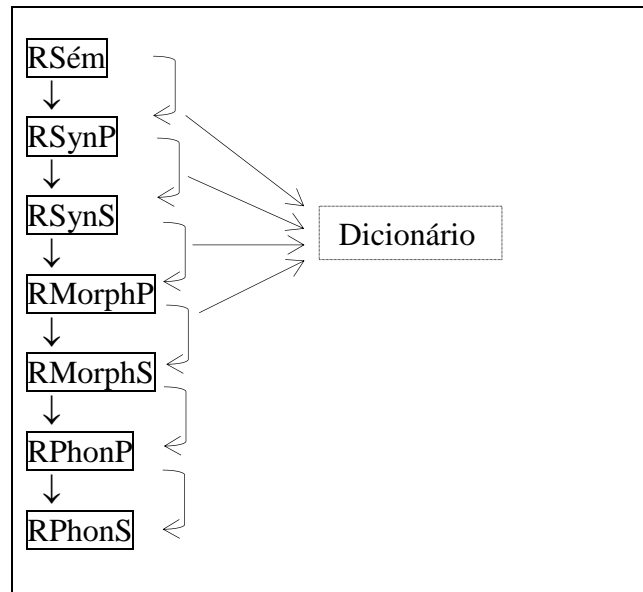 RSém
RSynP
RSynS
Dicionário
RMorphP
RMorphS
RPhonP
RPhonS